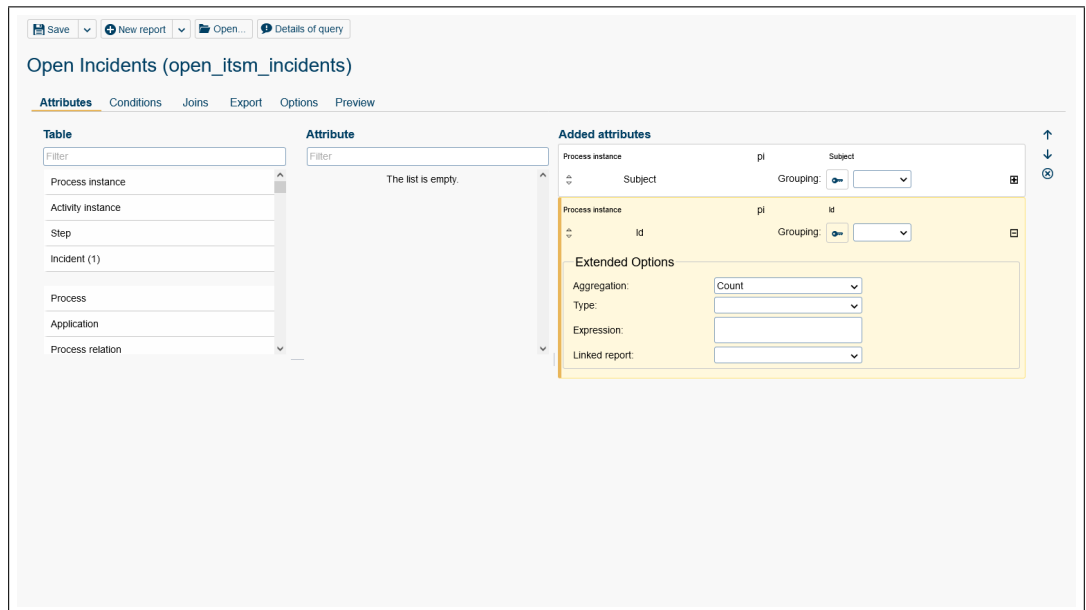 Save New report Open... Details of query
Open Incidents (open_itsm_incidents)
Attributes Conditions Joins Export Options Preview
Table Attribute Added attributes
Filter Filter
Process instance pi Subject
Subject Grouping:
Process instance pi Id
Id Grouping:
Extended Options
Aggregation: Count
Type:
Expression:
Linked report:
Process instance
Activity instance
Step
Incident (1)
Process
Application
Process relation
The list is empty.